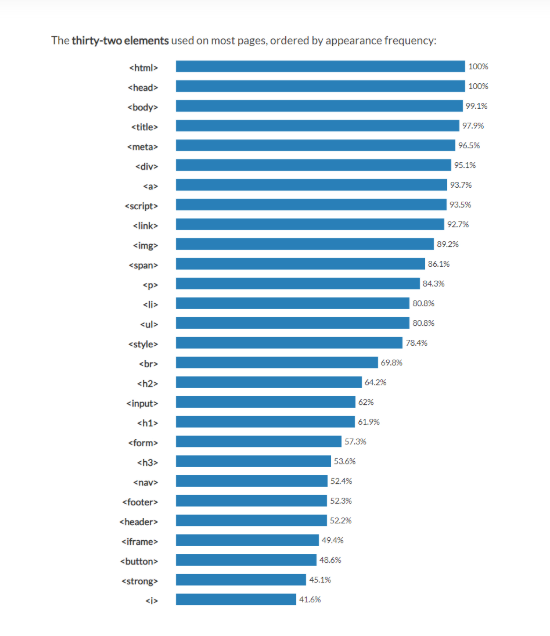 The thirty-two elements used on most pages, ordered by appearance frequency:
<html> 100%
<head> 100%
<body> 99.1%
<title> 97.9%
<meta> 96.5%
<div> 95.1%
<a> 93.7%
<script> 93.5%
<link> 92.7%
<img> 89.2%
<span> 86.1%
<p> 84.3%
<li> 80.8%
<ul> 80.8%
<style> 78.4%
<br> 69.8%
<h2> 64.2%
<input> 62%
<h1> 61.9%
<form> 57.3%
<h3> 53.6%
<nav> 52.4%
<footer> 52.3%
<header> 52.2%
<iframe> 49.4%
<button> 48.6%
<strong> 45.1%
<i> 41.6%